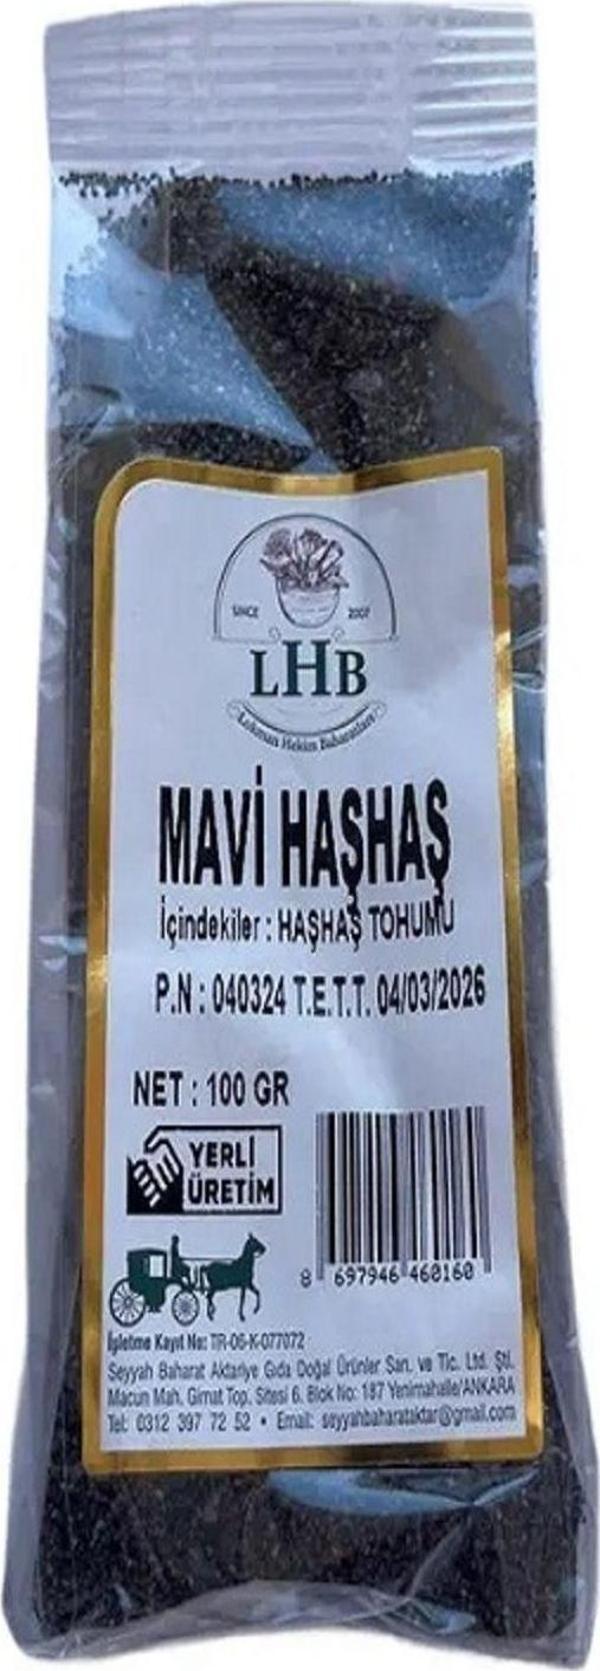 SINCE 2007
LHB
Lokman Hekim Baharatları
MAVİ HAŞHAŞ
İçindekiler : HAŞHAŞ TOHUMU
P.N : 040324 T.E.T.T. 04/03/2026
NET : 100 GR
YERLİ
ÜRETİM
8 697946 460160
İşletme Kayıt No: TR-06-K-077072
Seyyah Baharat Aktariye Gıda Doğal Ürünler San. ve Tic. Ltd. Şti.
Macun Mah. Gimat Top. Sitesi 6. Blok No: 187 Yenimahalle/ANKARA
Tel: 0312 397 72 52 • Email: seyyahbaharataktar@gmail.com